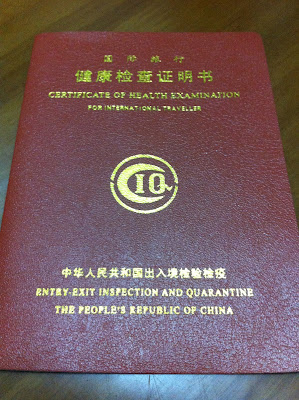 国际旅行
健康检查证明书
CERTIFICATE OF HEALTH EXAMINATION
FOR INTERNATIONAL TRAVELLER
CIQ
中华人民共和国出入境检验检疫
ENTRY-EXIT INSPECTION AND QUARANTINE
THE PEOPLE'S REPUBLIC OF CHINA